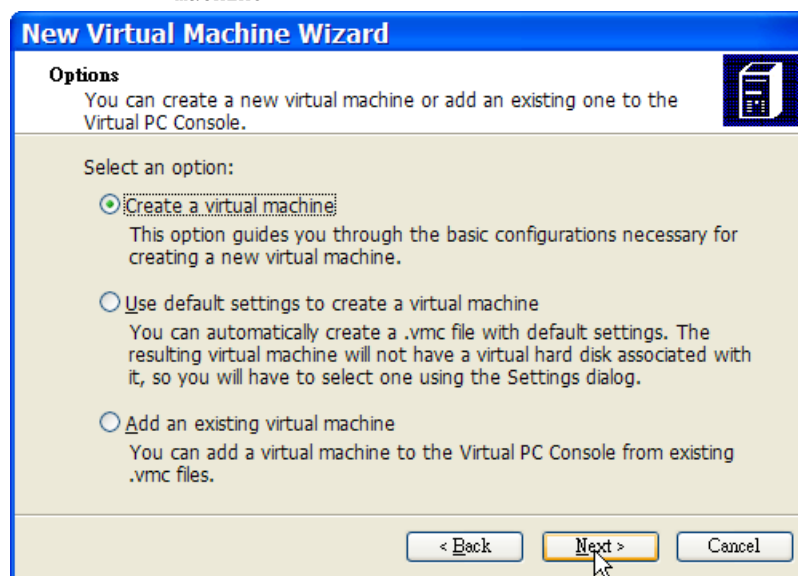 New Virtual Machine Wizard
Options
You can create a new virtual machine or add an existing one to the
Virtual PC Console.
Select an option:
Create a virtual machine
This option guides you through the basic configurations necessary for
creating a new virtual machine.
Use default settings to create a virtual machine
You can automatically create a .vmc file with default settings. The
resulting virtual machine will not have a virtual hard disk associated with
it, so you will have to select one using the Settings dialog.
Add an existing virtual machine
You can add a virtual machine to the Virtual PC Console from existing
.vmc files.
< Back Next > Cancel